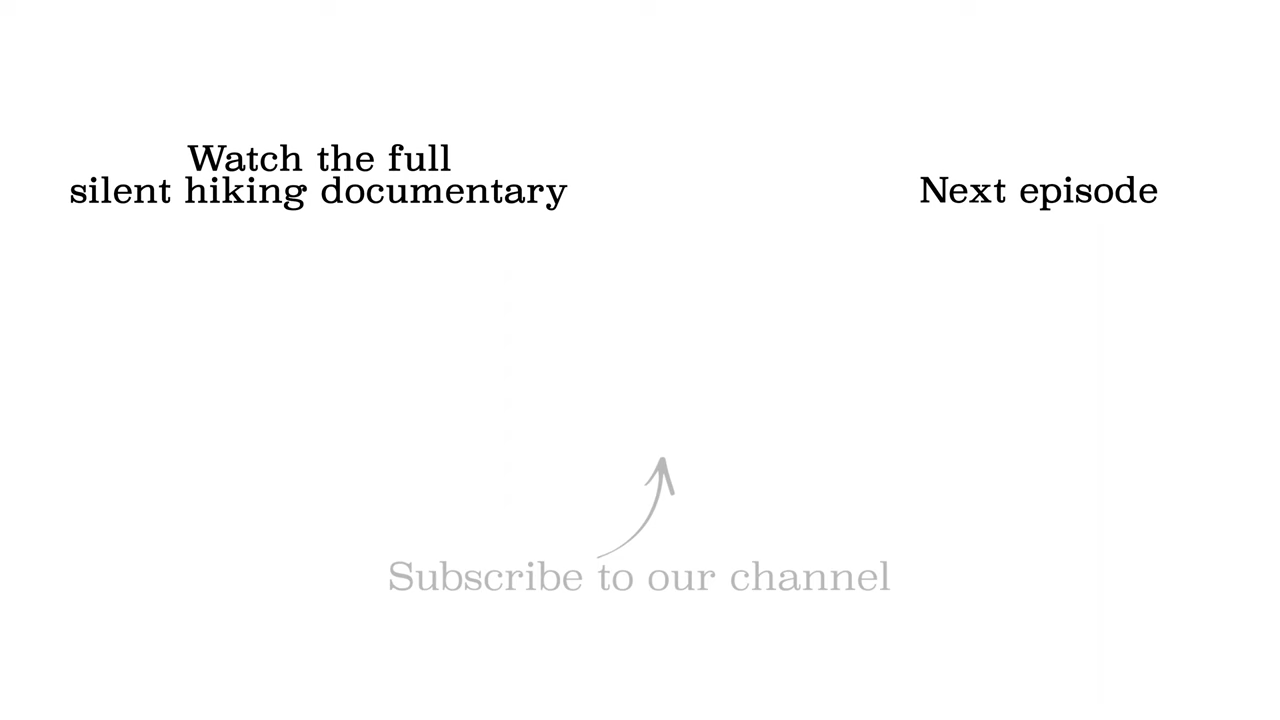 Watch the full
silent hiking documentary
Next episode
Subscribe to our channel